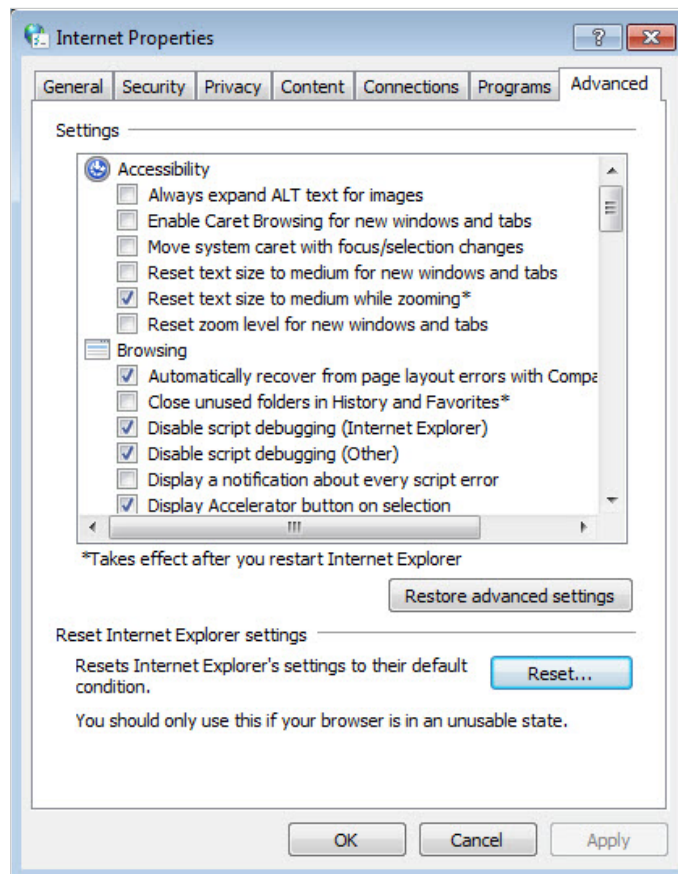 Internet Properties
General Security Privacy Content Connections Programs Advanced
Settings
Accessibility
Always expand ALT text for images
Enable Caret Browsing for new windows and tabs
Move system caret with focus/selection changes
Reset text size to medium for new windows and tabs
Reset text size to medium while zooming*
Reset zoom level for new windows and tabs
Browsing
Automatically recover from page layout errors with Compa
Close unused folders in History and Favorites*
Disable script debugging (Internet Explorer)
Disable script debugging (Other)
Display a notification about every script error
Display Accelerator button on selection
*Takes effect after you restart Internet Explorer
Restore advanced settings
Reset Internet Explorer settings
Resets Internet Explorer's settings to their default
condition.
Reset...
You should only use this if your browser is in an unusable state.
OK Cancel Apply